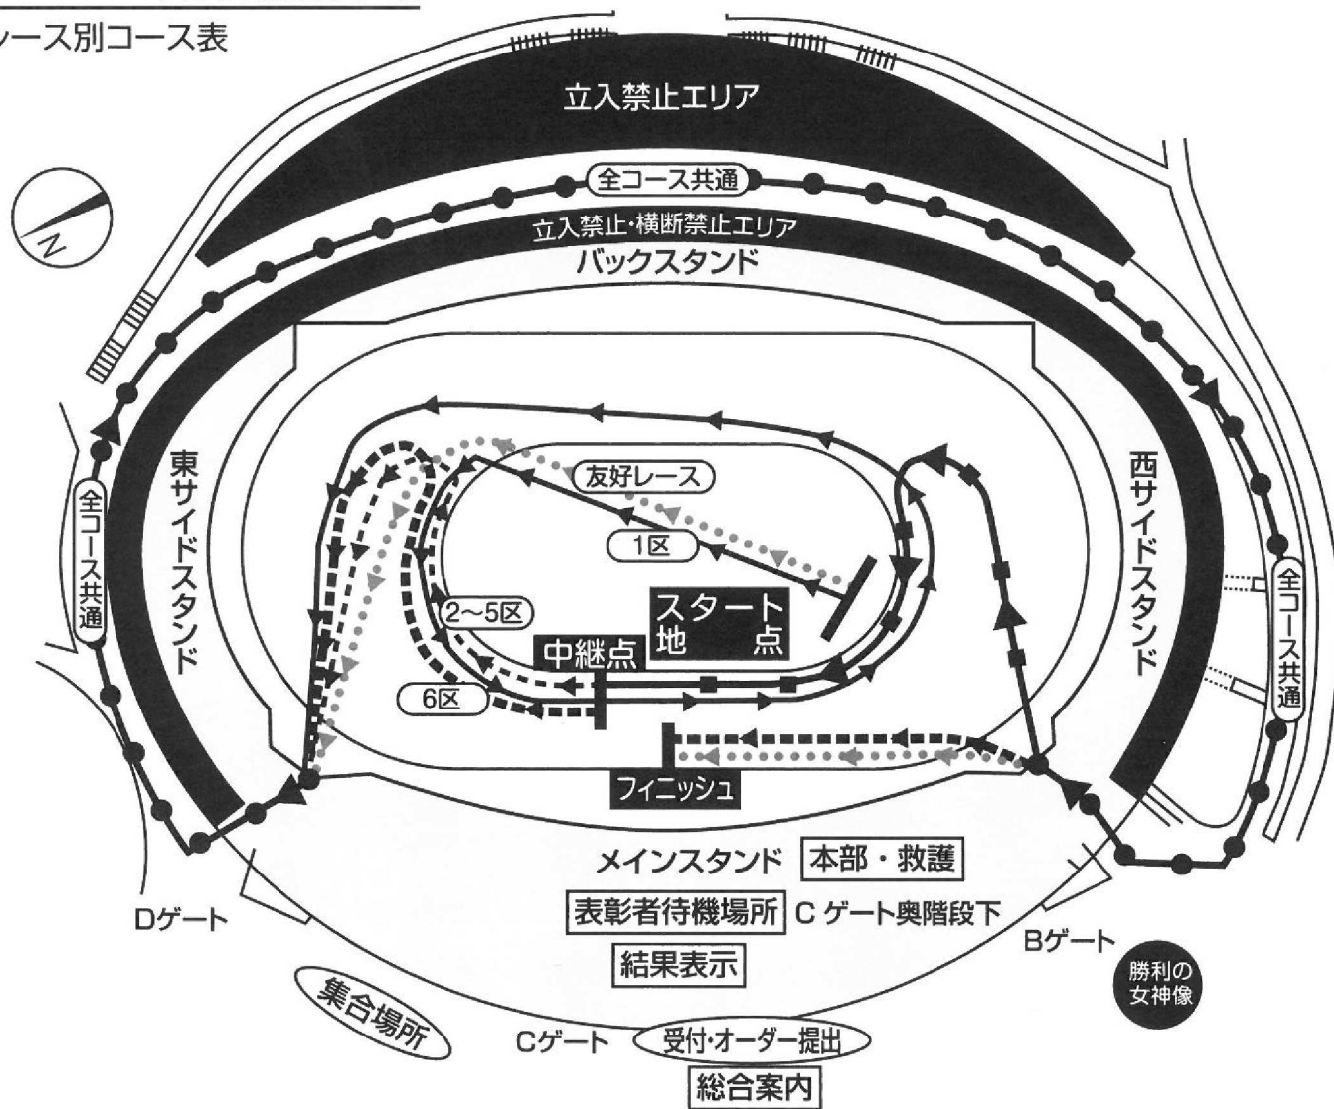 ース別コース表
立入禁止エリア
全コース共通
立入禁止・横断禁止エリア
バックスタンド
N
東サイドスタンド
西サイドスタンド
全コース共通
全コース共通
友好レース
1区
2～5区
6区
スタート
地　点
中継点
フィニッシュ
メインスタンド
本部・救護
表彰者待機場所
Cゲート奥階段下
結果表示
Dゲート
Bゲート
勝利の
女神像
集合場所
Cゲート
受付・オーダー提出
総合案内